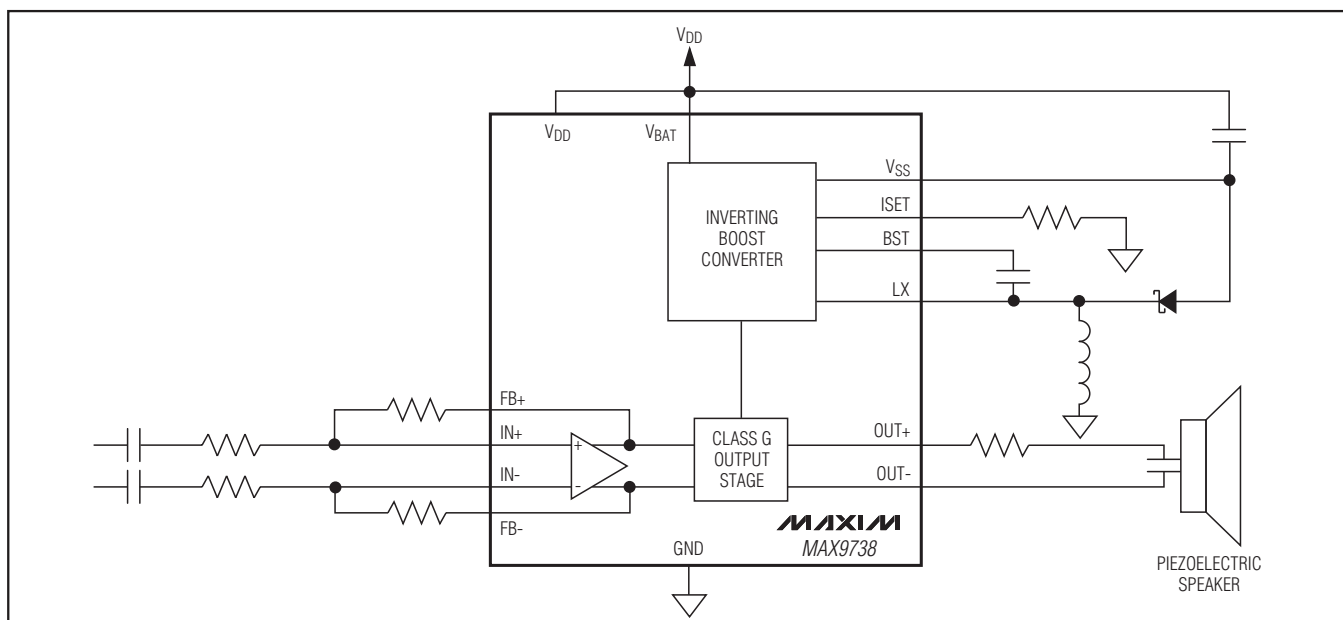 VDD
VDD
VBAT
VSS
ISET
BST
LX
INVERTING
BOOST
CONVERTER
FB+
IN+
IN-
FB-
+
-
CLASS G
OUTPUT
STAGE
OUT+
OUT-
MAXIM
MAX9738
GND
PIEZOELECTRIC
SPEAKER